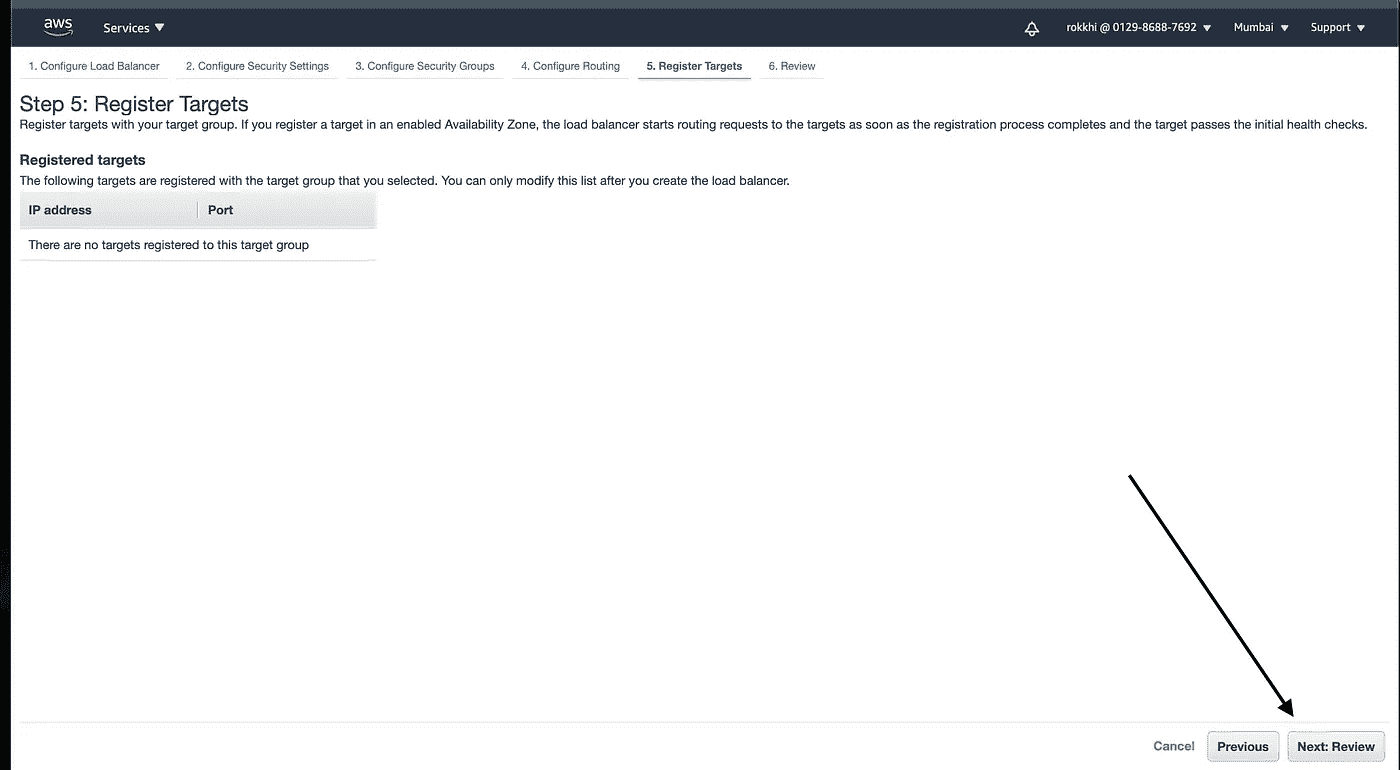 aws Services rokkhi @ 0129-8688-7692 Mumbai Support
1. Configure Load Balancer 2. Configure Security Settings 3. Configure Security Groups 4. Configure Routing 5. Register Targets 6. Review
Step 5: Register Targets
Register targets with your target group. If you register a target in an enabled Availability Zone, the load balancer starts routing requests to the targets as soon as the registration process completes and the target passes the initial health checks.
Registered targets
The following targets are registered with the target group that you selected. You can only modify this list after you create the load balancer.
IP address Port
There are no targets registered to this target group
Cancel Previous Next: Review